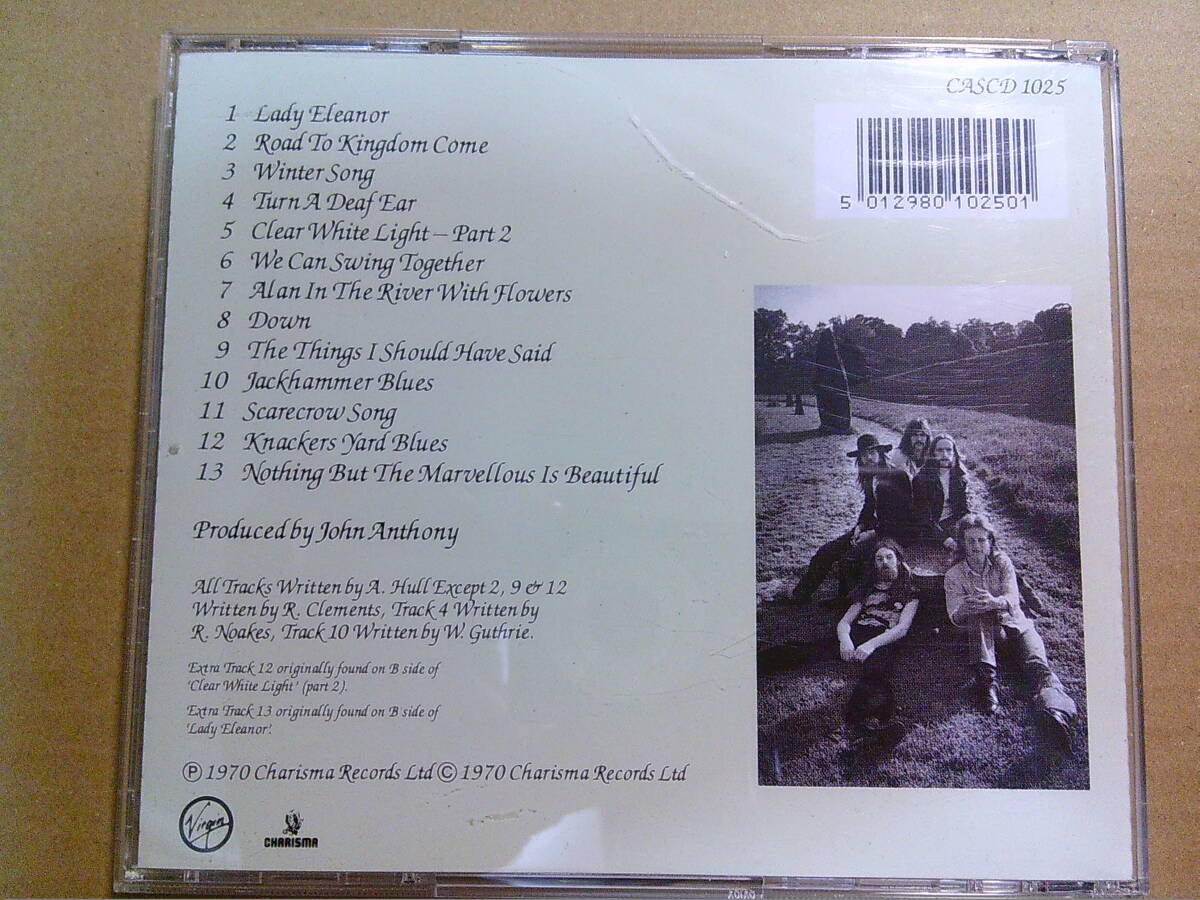 CASCD 1025
5 012980 102501
1 Lady Eleanor
2 Road To Kingdom Come
3 Winter Song
4 Turn A Deaf Ear
5 Clear White Light – Part 2
6 We Can Swing Together
7 Alan In The River With Flowers
8 Down
9 The Things I Should Have Said
10 Jackhammer Blues
11 Scarecrow Song
12 Knackers Yard Blues
13 Nothing But The Marvellous Is Beautiful
Produced by John Anthony
All Tracks Written by A. Hull Except 2, 9 & 12
Written by R. Clements, Track 4 Written by
R. Noakes, Track 10 Written by W. Guthrie.
Extra Track 12 originally found on B side of
'Clear White Light' (part 2).
Extra Track 13 originally found on B side of
'Lady Eleanor'.
Ⓟ 1970 Charisma Records Ltd © 1970 Charisma Records Ltd
Virgin
CHARISMA